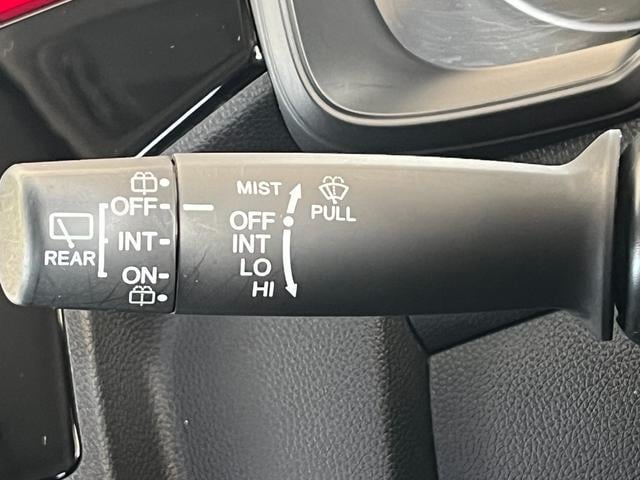 REAR
OFF
INT
ON
MIST
OFF
INT
LO
HI
PULL